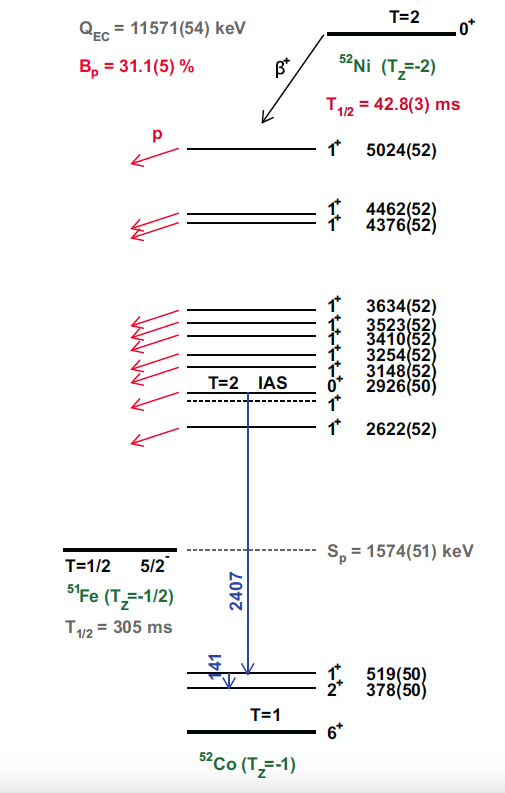 T=2
Q_EC = 11571(54) keV
0⁺
B_p = 31.1(5) %
β⁺
⁵²Ni (T_Z=-2)
T_1/2 = 42.8(3) ms
p
1⁺ 5024(52)
1⁺ 4462(52)
1⁺ 4376(52)
1⁺ 3634(52)
1⁺ 3523(52)
1⁺ 3410(52)
1⁺ 3254(52)
1⁺ 3148(52)
T=2 IAS 0⁺ 2926(50)
1⁺
1⁺ 2622(52)
S_p = 1574(51) keV
T=1/2 5/2⁻
⁵¹Fe (T_Z=-1/2)
2407
T_1/2 = 305 ms
141
1⁺ 519(50)
2⁺ 378(50)
T=1
6⁺
⁵²Co (T_Z=-1)